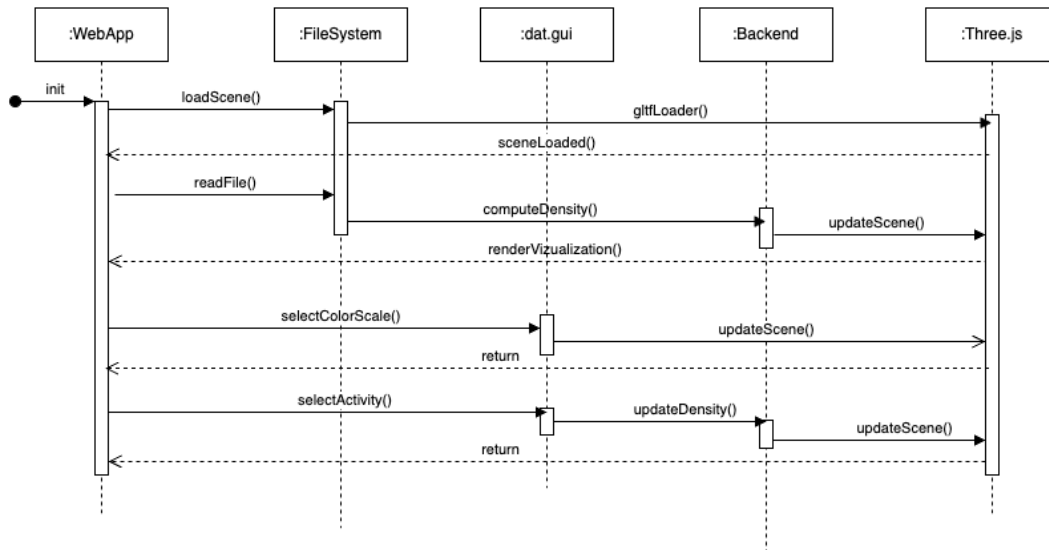 :WebApp
:FileSystem
:dat.gui
:Backend
:Three.js
init
loadScene()
gltfLoader()
sceneLoaded()
readFile()
computeDensity()
updateScene()
renderVizualization()
selectColorScale()
updateScene()
return
selectActivity()
updateDensity()
updateScene()
return